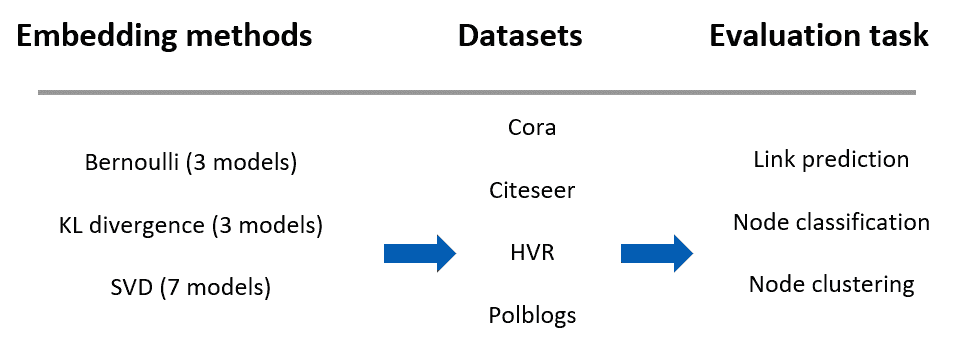 Embedding methods
Datasets
Evaluation task
Bernoulli (3 models)
KL divergence (3 models)
SVD (7 models)
Cora
Citeseer
HVR
Polblogs
Link prediction
Node classification
Node clustering